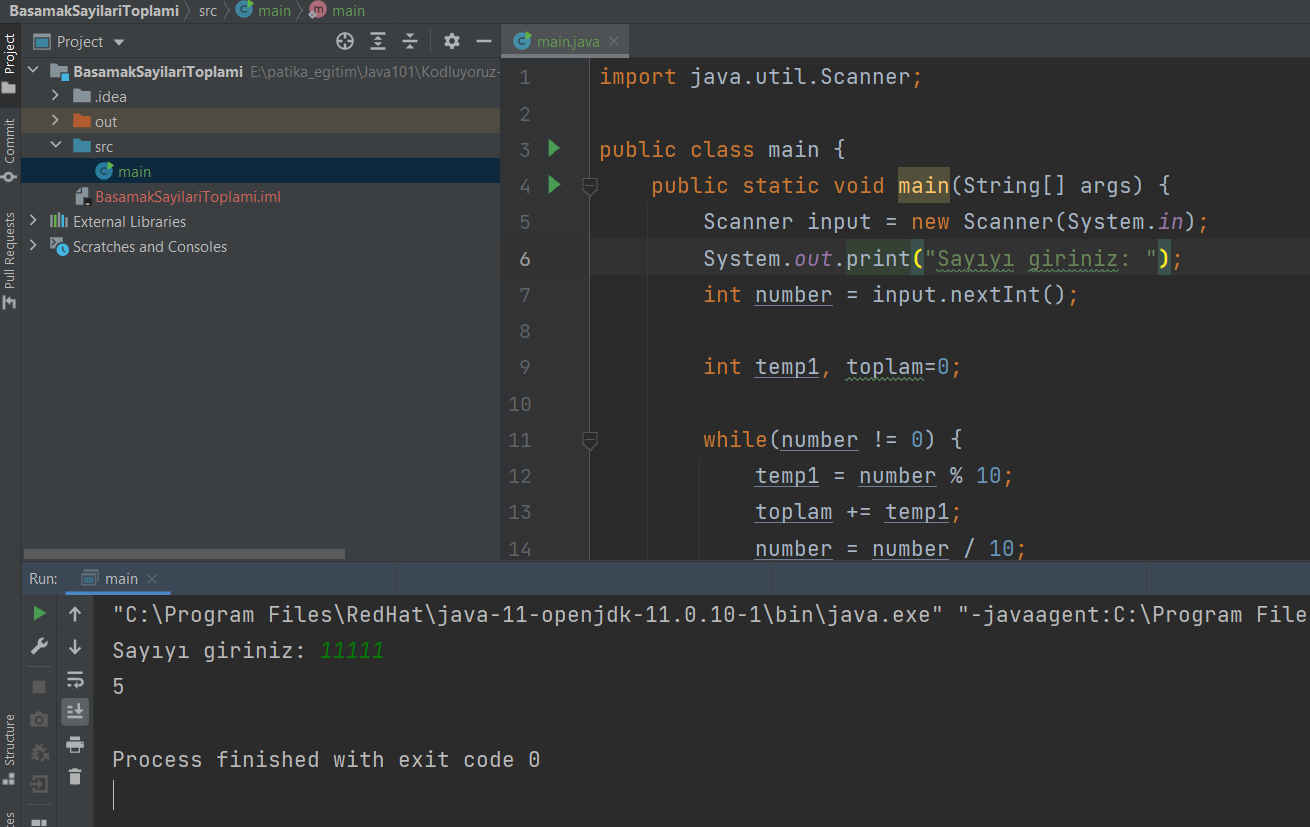 BasamakSayilariToplami src main main
Project
Commit
Pull Requests
Structure
Project
BasamakSayilariToplami E:\patika_egitim\Java101\Kodluyoruz-
.idea
out
src
main
BasamakSayilariToplami.iml
External Libraries
Scratches and Consoles
main.java
1 import java.util.Scanner;
2
3 public class main {
4 public static void main(String[] args) {
5 Scanner input = new Scanner(System.in);
6 System.out.print("Sayıyı giriniz: ");
7 int number = input.nextInt();
8
9 int temp1, toplam=0;
10
11 while(number != 0) {
12 temp1 = number % 10;
13 toplam += temp1;
14 number = number / 10;
Run: main
"C:\Program Files\RedHat\java-11-openjdk-11.0.10-1\bin\java.exe" "-javaagent:C:\Program File
Sayıyı giriniz: 11111
5
Process finished with exit code 0